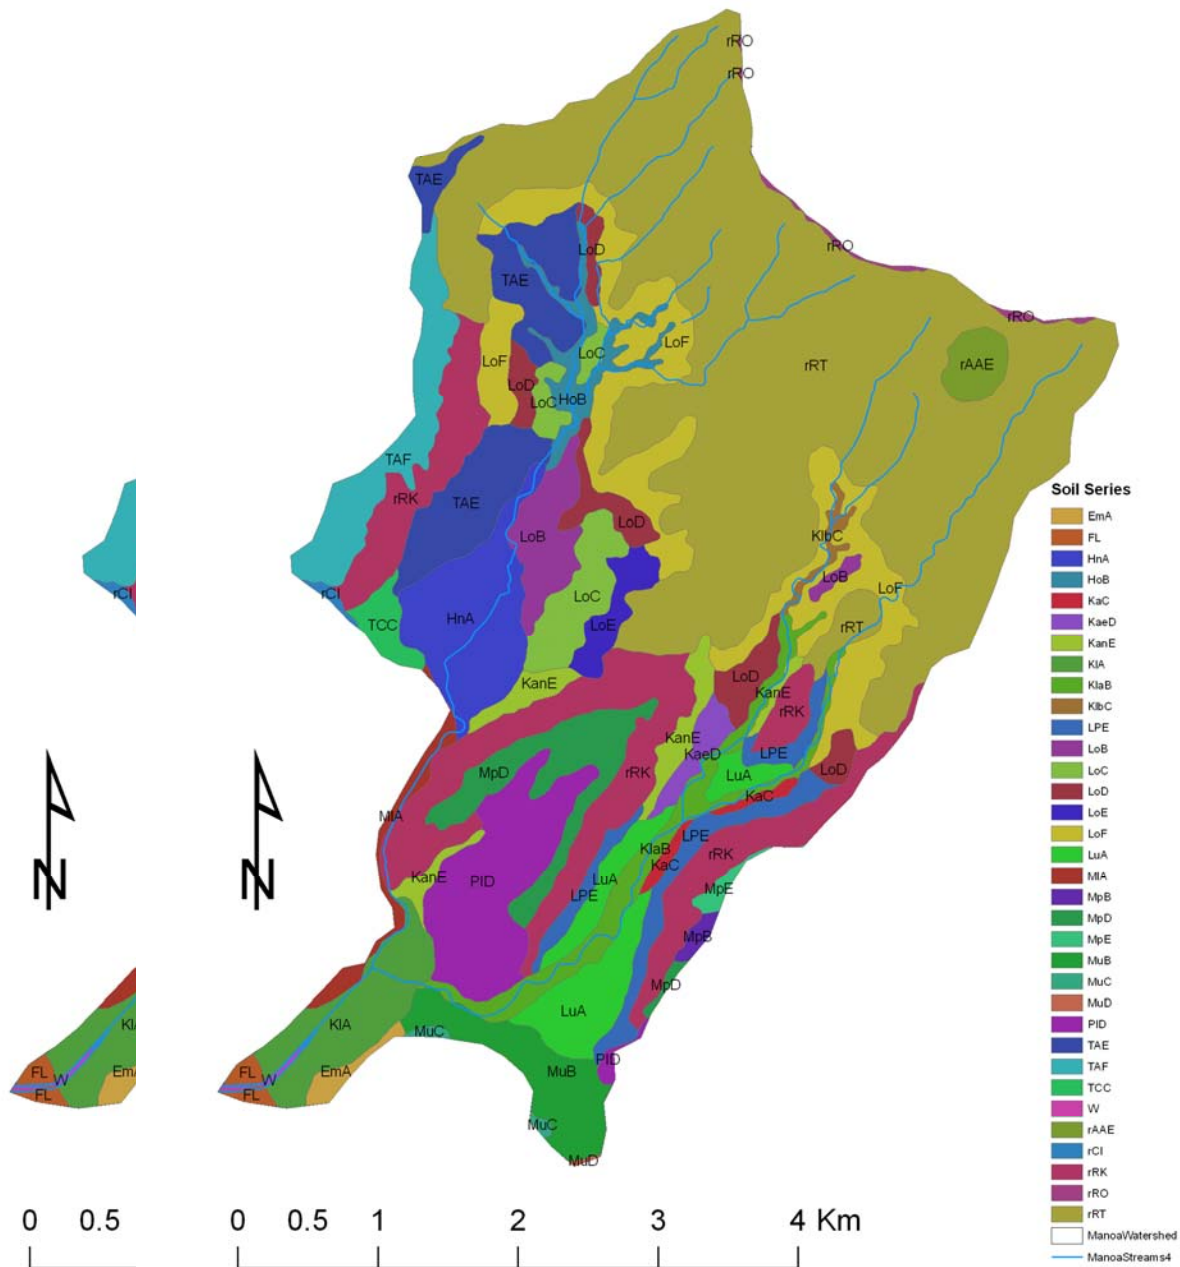 rRO
rRO
TAE
LoD
rRO
TAE
rRO
LoC
LoF
LoF
rRT
rAAE
LoD
LoC
HoB
TAF
rRK
TAE
Soil Series
LoD
EmA
LoB
KlbC
FL
HnA
LoB
HoB
LoF
rCl
rCl
LoC
KaC
HnA
LoE
KaeD
TCC
rRT
KanE
KlA
LoD
KanE
KlaB
KanE
rRK
KlbC
KanE
LPE
KaeD
LPE
LoB
MpD
rRK
LuA
LoD
LoC
KaC
LoD
MlA
LoE
LPE
LoF
KlaB
rRK
LuA
KaC
N
N
KanE
PID
LuA
MlA
LPE
MpE
MpB
MpB
MpD
MpE
MpD
MuB
MuC
LuA
MuD
KlA
KlA
MuC
PID
PID
TAE
FL
W
EmA
FL
W
EmA
MuB
TAF
FL
FL
TCC
MuC
W
rAAE
MuD
rCl
rRK
rRO
0 0.5
0 0.5 1 2 3 4 Km
rRT
ManoaWatershed
ManoaStreams4